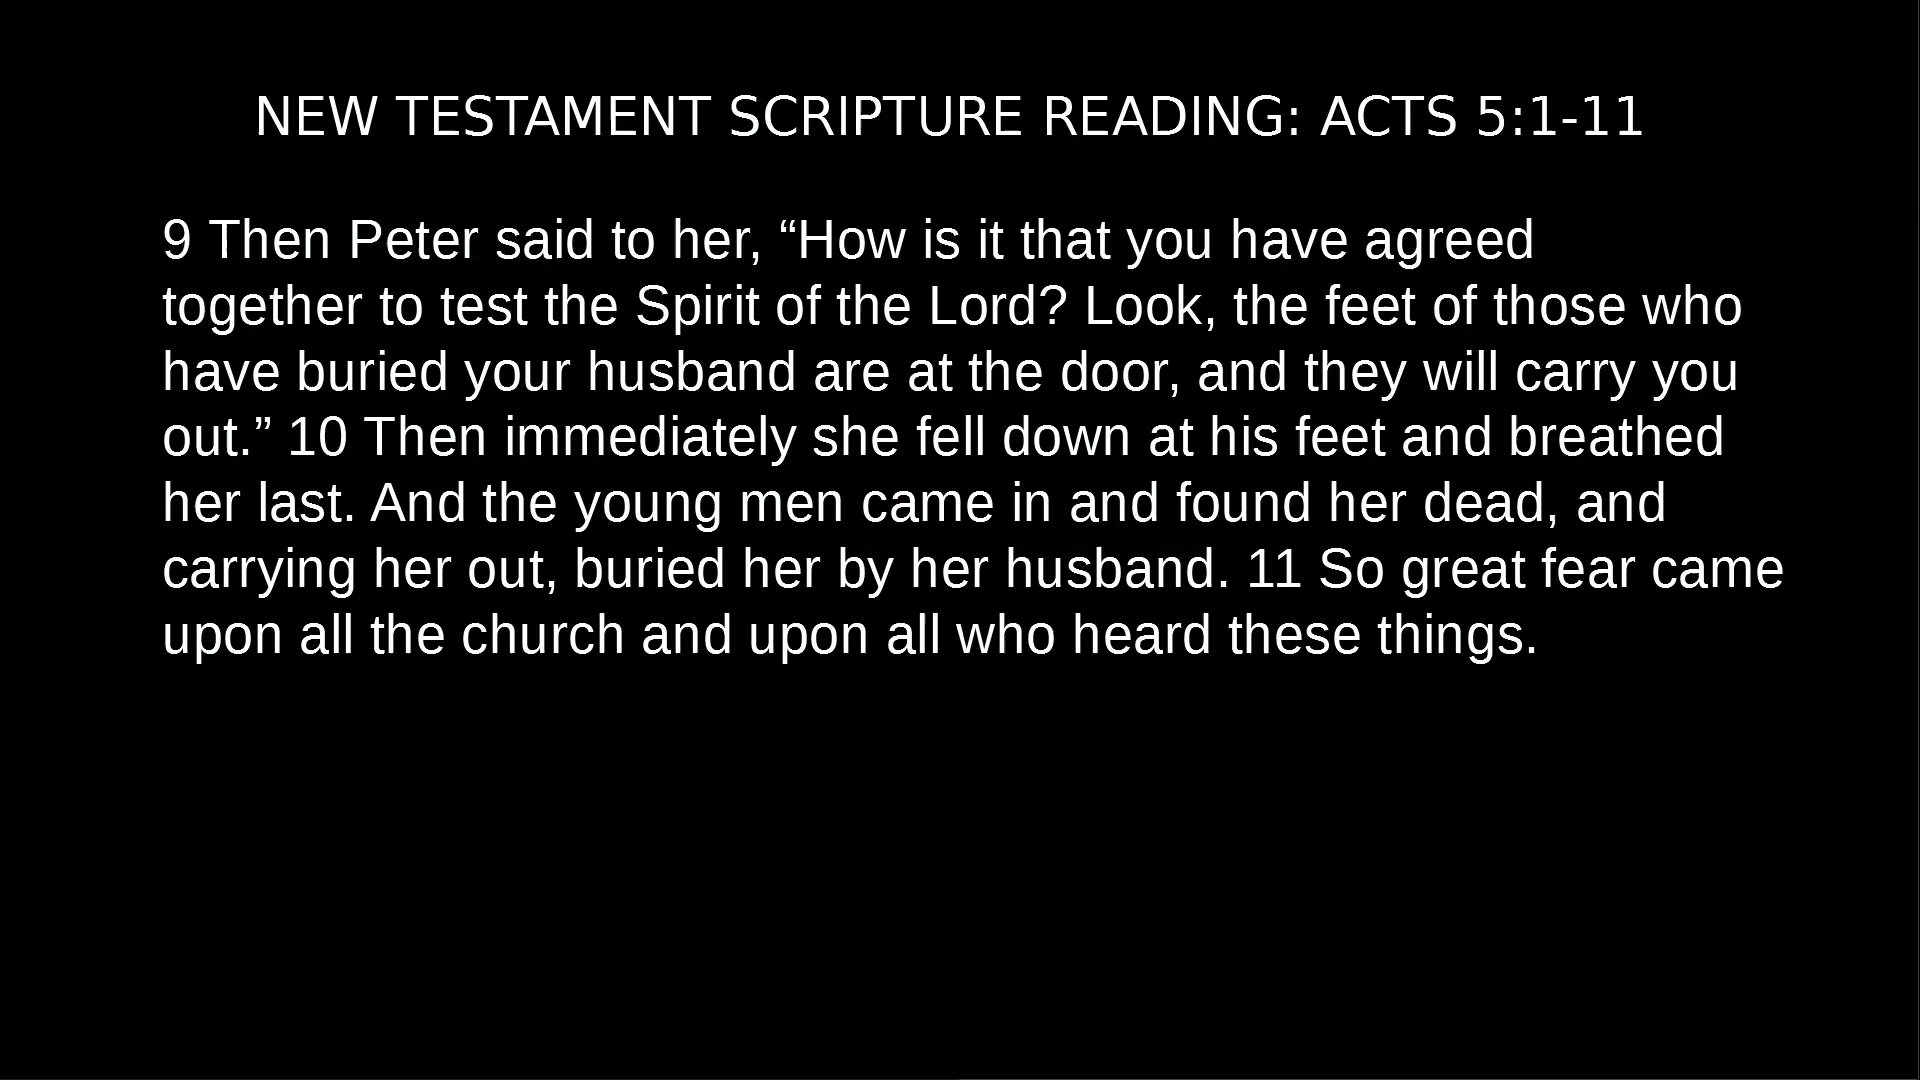 NEW TESTAMENT SCRIPTURE READING: ACTS 5:1-11
9 Then Peter said to her, “How is it that you have agreed
together to test the Spirit of the Lord? Look, the feet of those who
have buried your husband are at the door, and they will carry you
out.” 10 Then immediately she fell down at his feet and breathed
her last. And the young men came in and found her dead, and
carrying her out, buried her by her husband. 11 So great fear came
upon all the church and upon all who heard these things.